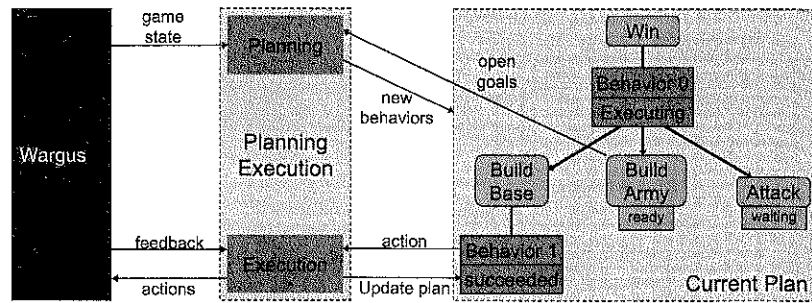 Wargus
game
state
feedback
actions
Planning
Planning
Execution
Execution
open
goals
new
behaviors
action
Update plan
Win
Behavior 0
Executing
Build
Base
Build
Army
ready
Attack
waiting
Behavior 1
succeeded
Current Plan